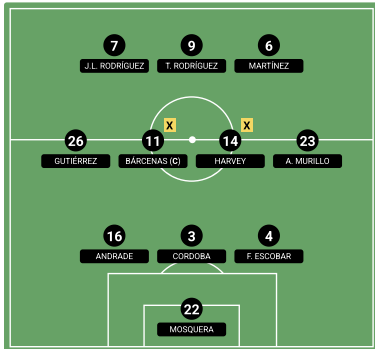 7 9 6
J.L. RODRÍGUEZ T. RODRÍGUEZ MARTÍNEZ
X X
26 11 14 23
GUTIÉRREZ BÁRCENAS (C) HARVEY A. MURILLO
16 3 4
ANDRADE CORDOBA F. ESCOBAR
22
MOSQUERA